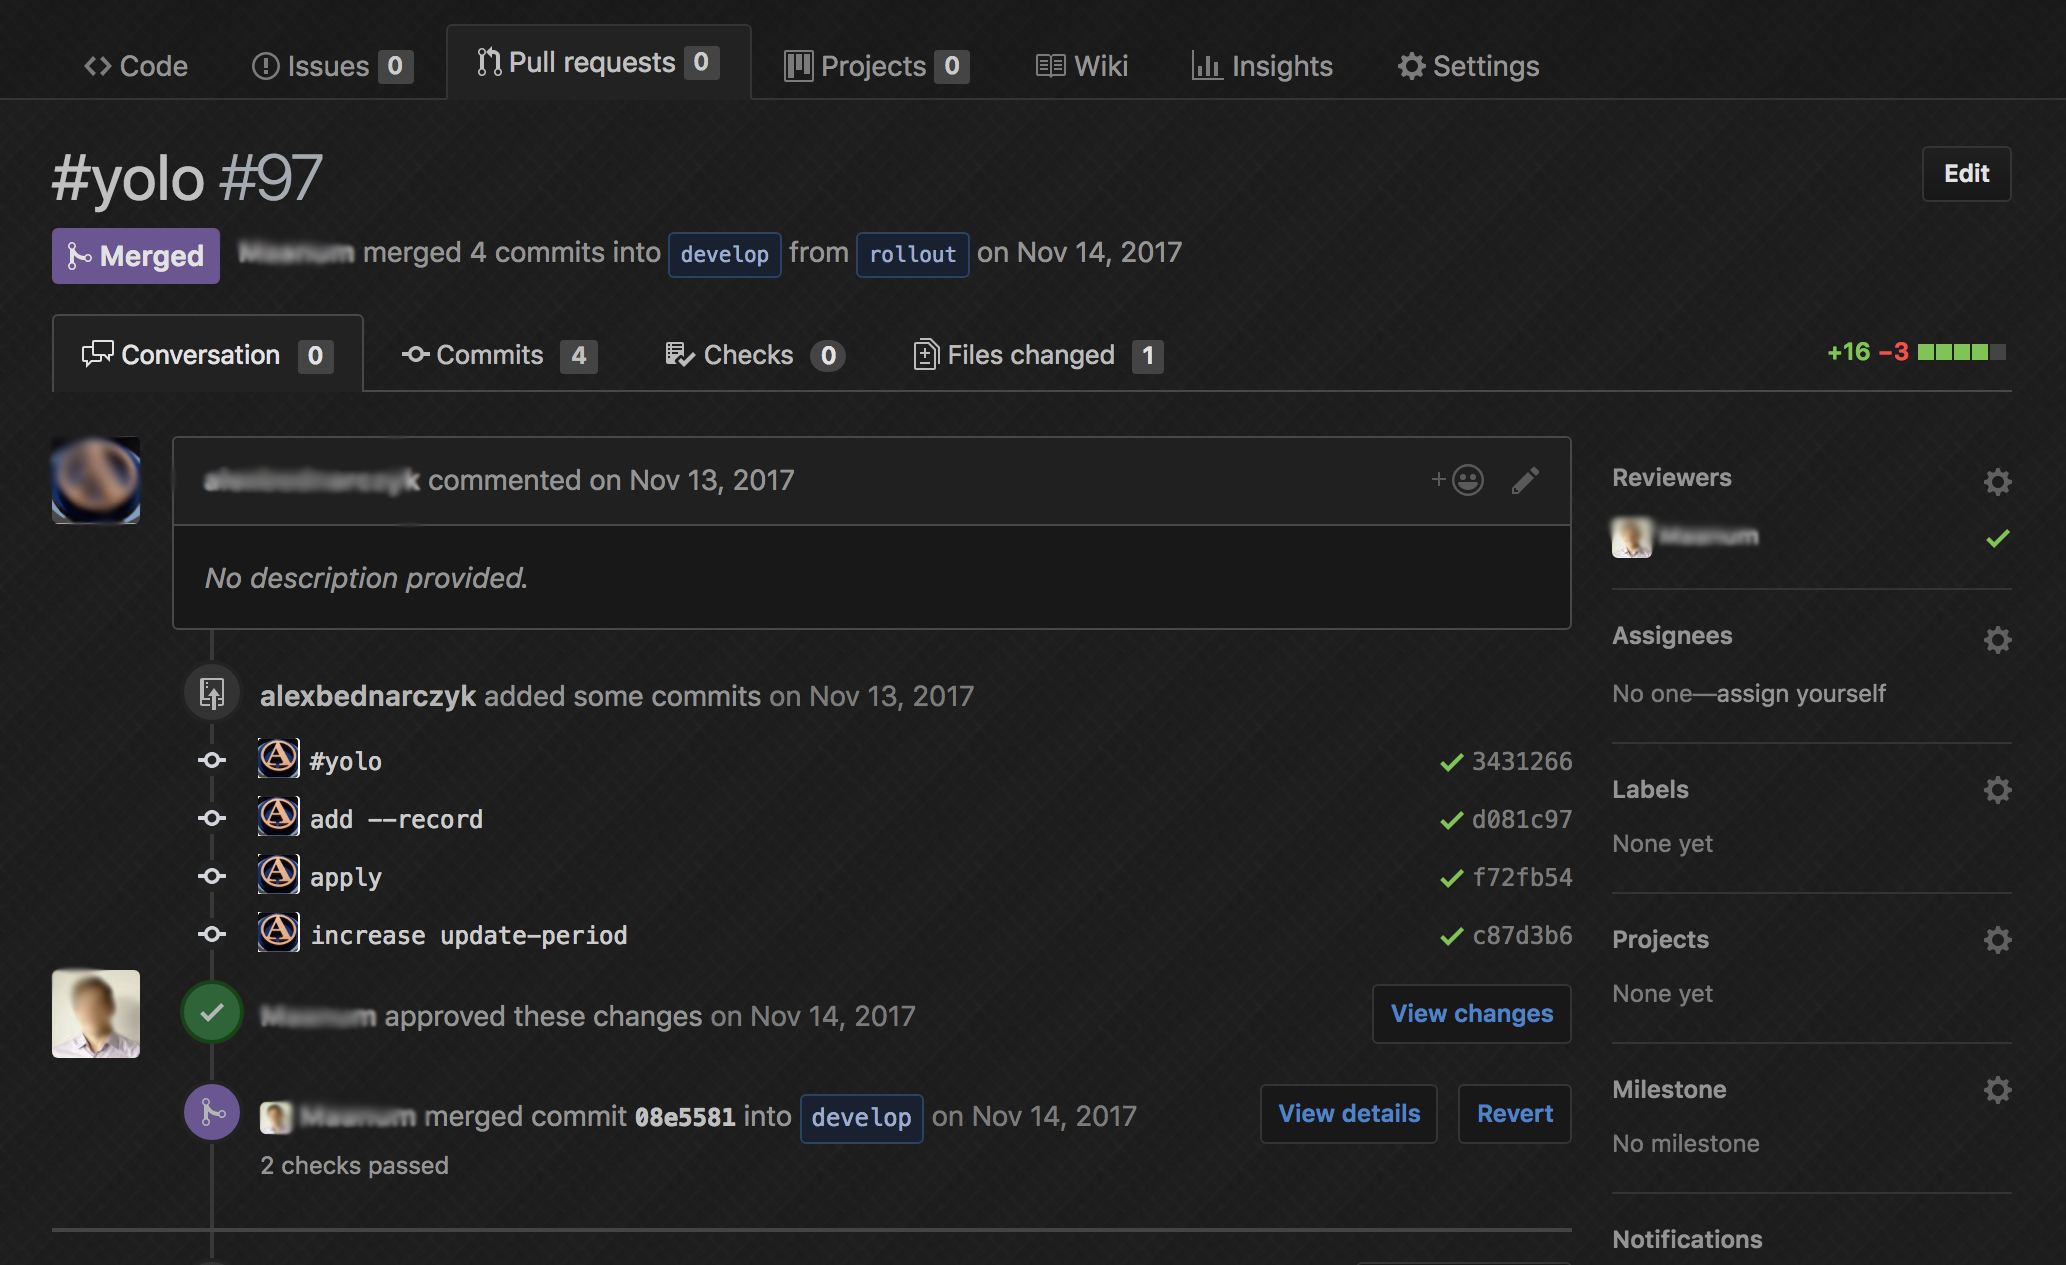 Code Issues 0 Pull requests 0 Projects 0 Wiki Insights Settings
#yolo #97
Edit
Merged merged 4 commits into develop from rollout on Nov 14, 2017
Conversation 0 Commits 4 Checks 0 Files changed 1 +16 −3
commented on Nov 13, 2017
No description provided.
alexbednarczyk added some commits on Nov 13, 2017
#yolo 3431266
add --record d081c97
apply f72fb54
increase update-period c87d3b6
approved these changes on Nov 14, 2017 View changes
merged commit 08e5581 into develop on Nov 14, 2017 View details Revert
2 checks passed
Reviewers
Assignees
No one—assign yourself
Labels
None yet
Projects
None yet
Milestone
No milestone
Notifications